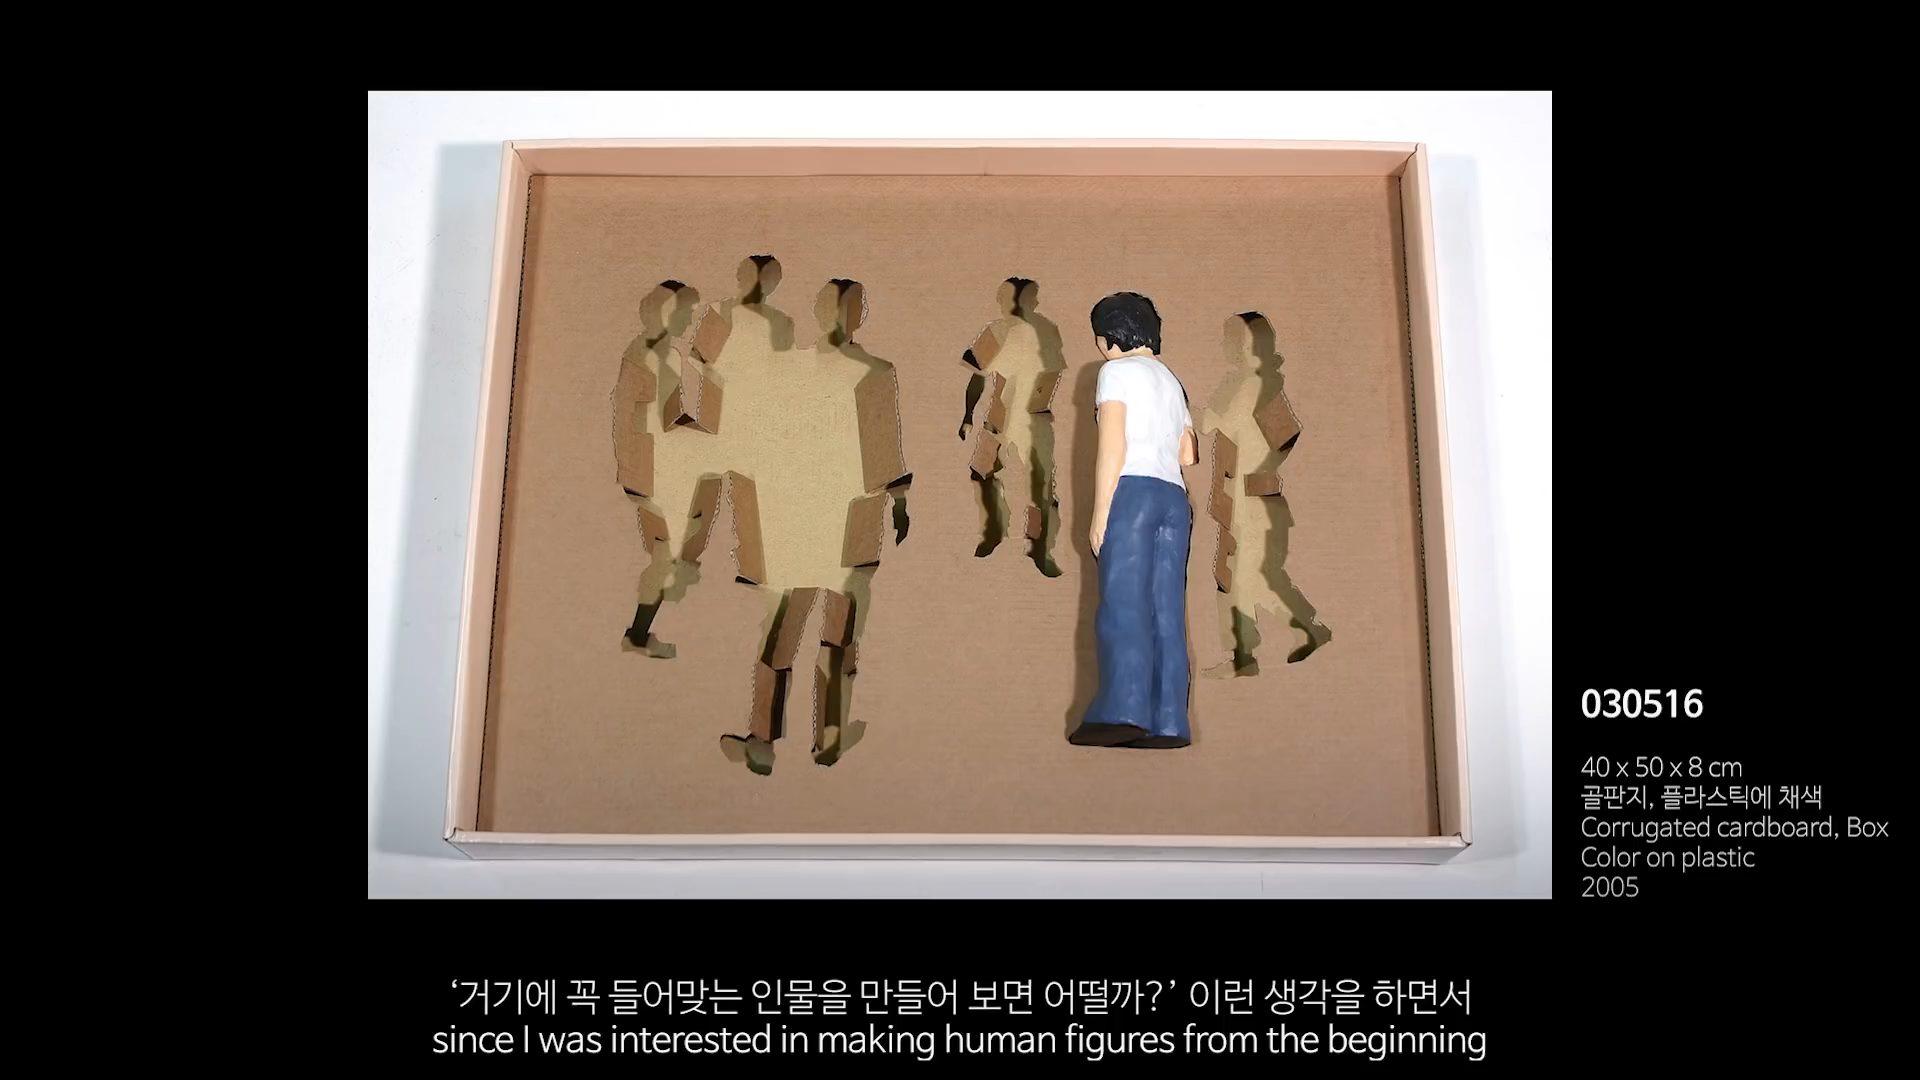 030516
40 x 50 x 8 cm
골판지, 플라스틱에 채색
Corrugated cardboard, Box
Color on plastic
2005
‘거기에 꼭 들어맞는 인물을 만들어 보면 어떨까?’ 이런 생각을 하면서
since I was interested in making human figures from the beginning